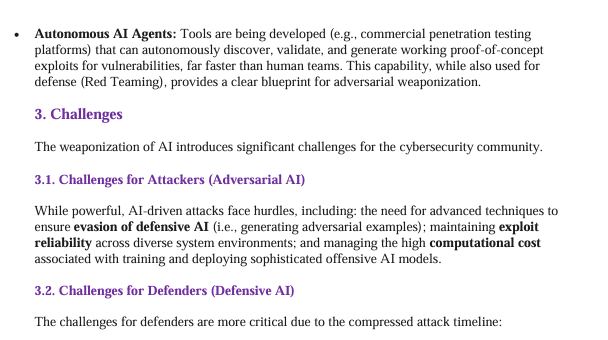 • Autonomous AI Agents: Tools are being developed (e.g., commercial penetration testing
platforms) that can autonomously discover, validate, and generate working proof-of-concept
exploits for vulnerabilities, far faster than human teams. This capability, while also used for
defense (Red Teaming), provides a clear blueprint for adversarial weaponization.
3. Challenges
The weaponization of AI introduces significant challenges for the cybersecurity community.
3.1. Challenges for Attackers (Adversarial AI)
While powerful, AI-driven attacks face hurdles, including: the need for advanced techniques to
ensure evasion of defensive AI (i.e., generating adversarial examples); maintaining exploit
reliability across diverse system environments; and managing the high computational cost
associated with training and deploying sophisticated offensive AI models.
3.2. Challenges for Defenders (Defensive AI)
The challenges for defenders are more critical due to the compressed attack timeline: